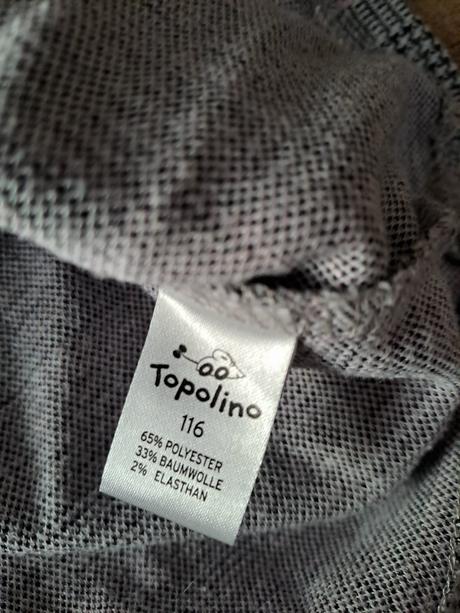 Topolino
116
65% POLYESTER
33% BAUMWOLLE
2% ELASTHAN